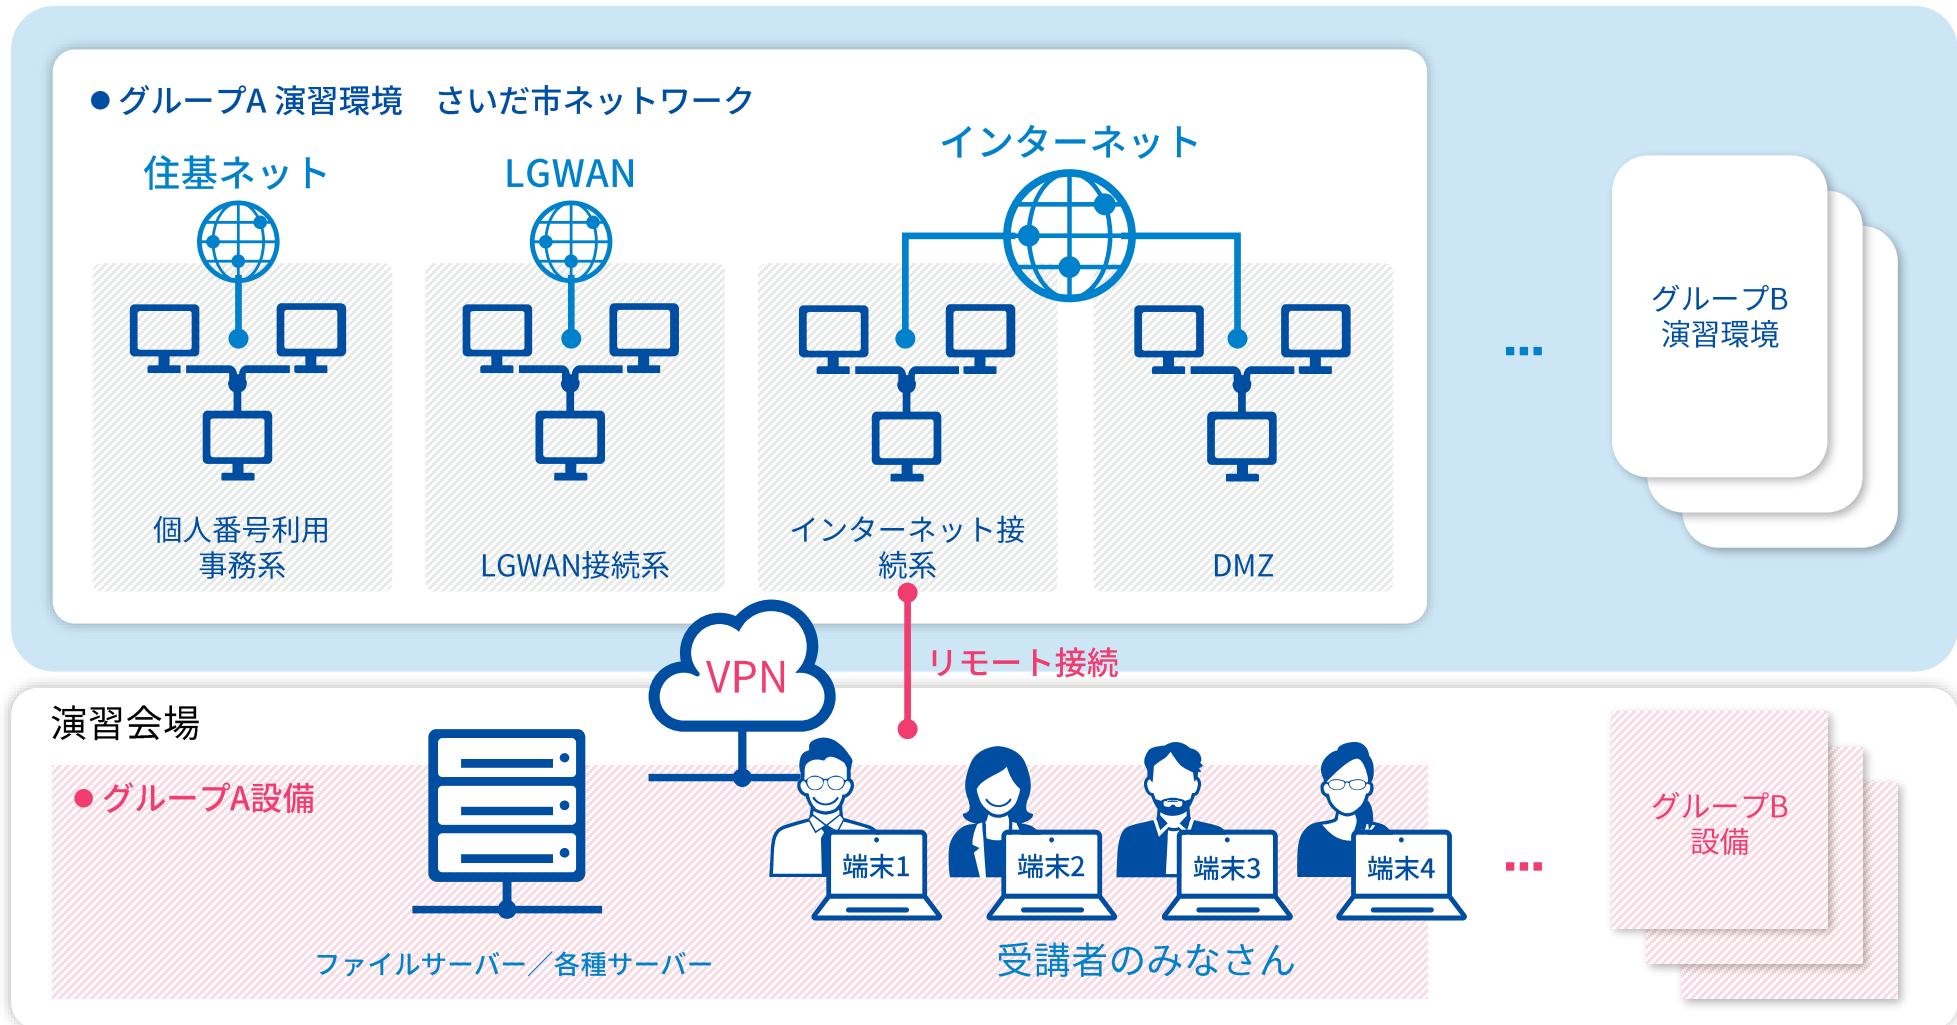 ● グループA 演習環境　さいだ市ネットワーク
住基ネット
LGWAN
インターネット
個人番号利用
事務系
LGWAN接続系
インターネット接
続系
DMZ
…
グループB
演習環境
VPN
リモート接続
演習会場
● グループA設備
ファイルサーバー／各種サーバー
端末1
端末2
端末3
端末4
受講者のみなさん
…
グループB
設備